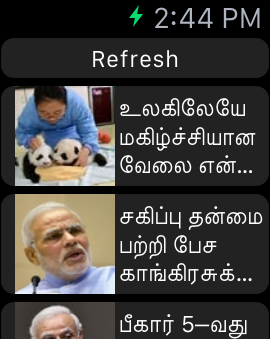 2:44 PM
Refresh
உலகிலேயே
மகிழ்ச்சியான
வேலை என்...
சகிப்பு தன்மை
பற்றி பேச
காங்கிரசுக்...
பீகார் 5–வது